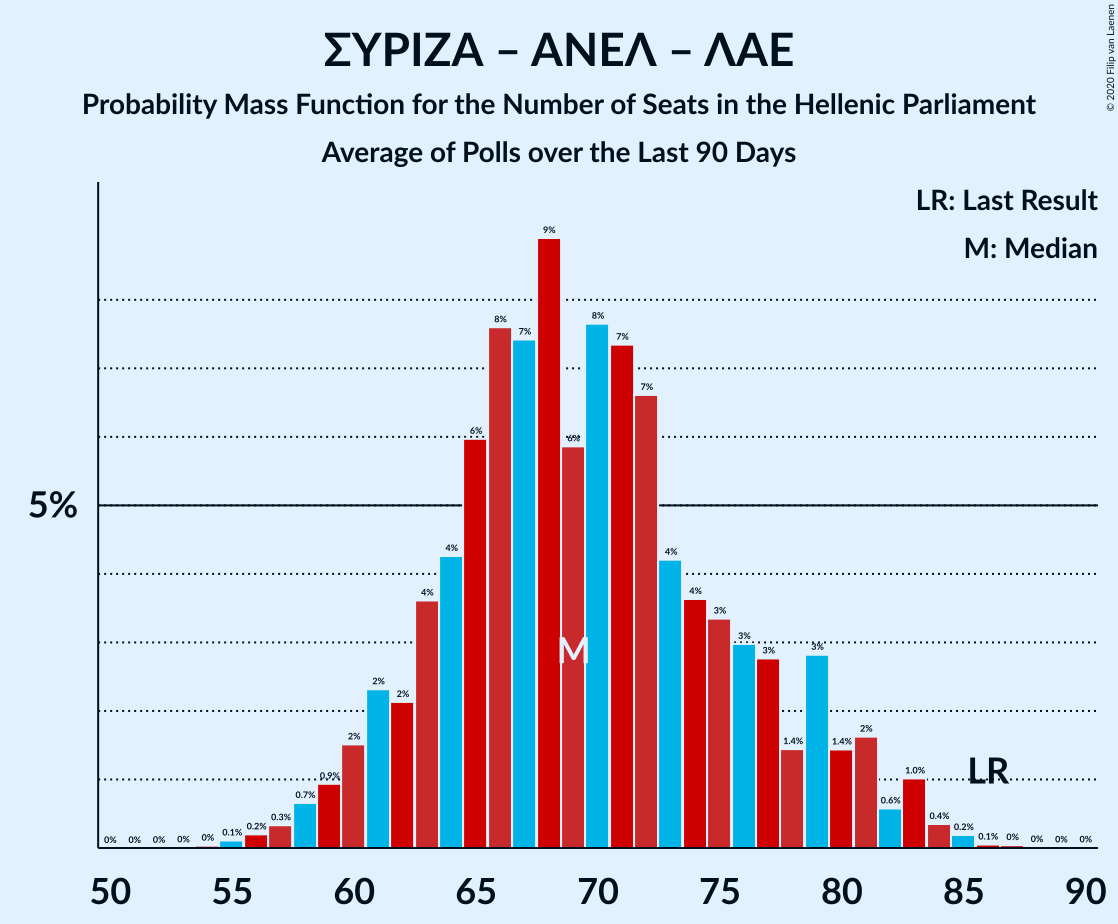 ΣΥΡΙΖΑ – ΑΝΕΛ – ΛΑΕ
Probability Mass Function for the Number of Seats in the Hellenic Parliament
Average of Polls over the Last 90 Days
© 2020 Filip van Laenen
LR: Last Result
M: Median
5%
0% 0% 0% 0% 0% 0.1% 0.2% 0.3% 0.7% 0.9% 2% 2% 2% 4% 4% 6% 8% 7% 9% 6% 8% 7% 7% 4% 4% 3% 3% 3% 1.4% 3% 1.4% 2% 0.6% 1.0% 0.4% 0.2% 0.1% 0% 0% 0% 0%
M
LR
50 55 60 65 70 75 80 85 90